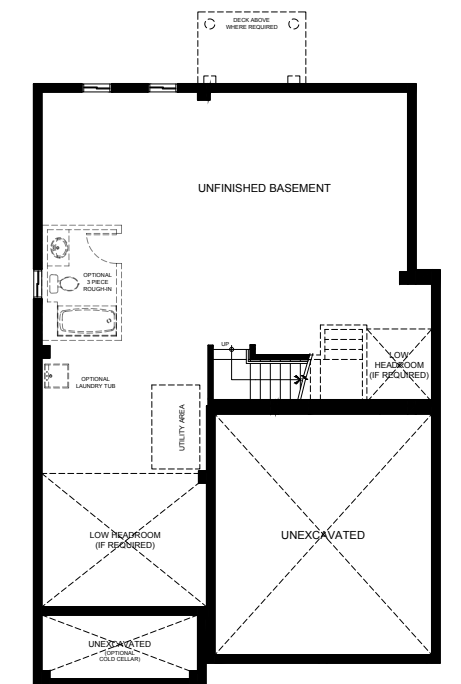 DECK ABOVE
WHERE REQUIRED
UNFINISHED BASEMENT
OPTIONAL
3 PIECE
ROUGH-IN
UP
LOW
HEADROOM
(IF REQUIRED)
OPTIONAL
LAUNDRY TUB
UTILITY AREA
LOW HEADROOM
(IF REQUIRED)
UNEXCAVATED
UNEXCAVATED
(OPTIONAL
COLD CELLAR)